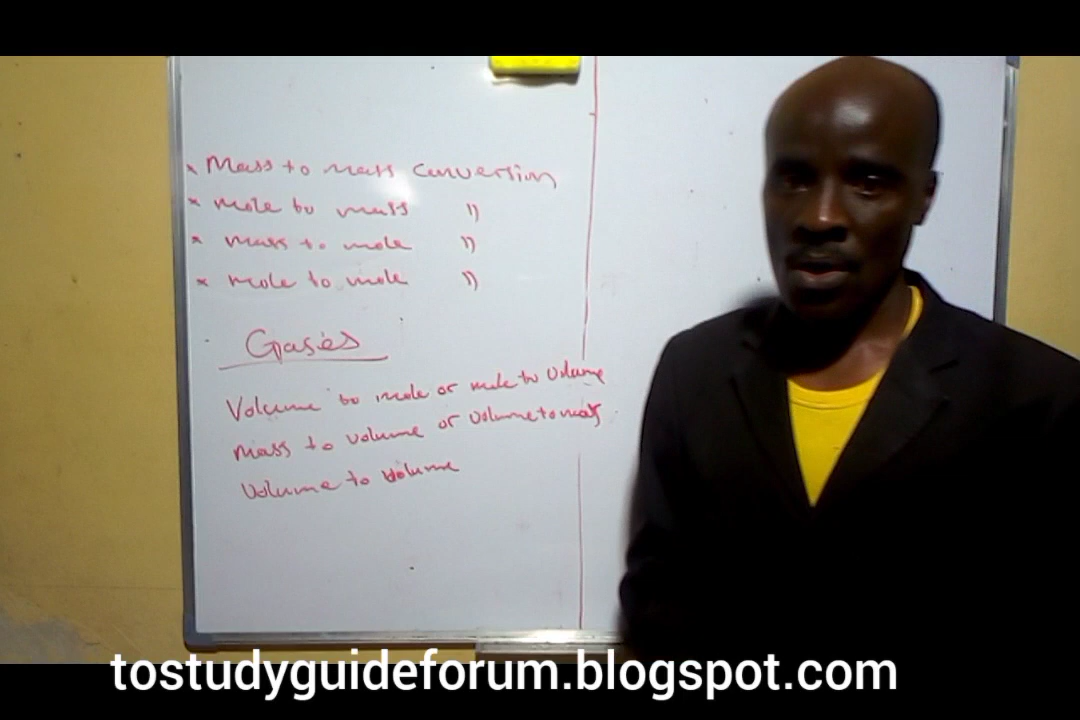 × Mass to mass conversion
× mole to mass "
× mass to mole "
× mole to mole "
Gases
Volume to mole or mole to volume
Mass to volume or volume to mass
Volume to volume
tostudyguideforum.blogspot.com